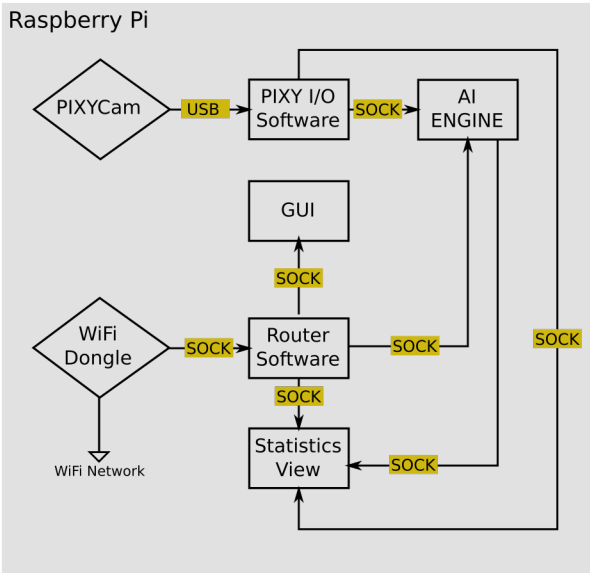 Raspberry Pi
PIXYCam
USB
PIXY I/O
Software
SOCK
AI
ENGINE
GUI
SOCK
WiFi
Dongle
SOCK
Router
Software
SOCK
SOCK
SOCK
Statistics
View
SOCK
WiFi Network